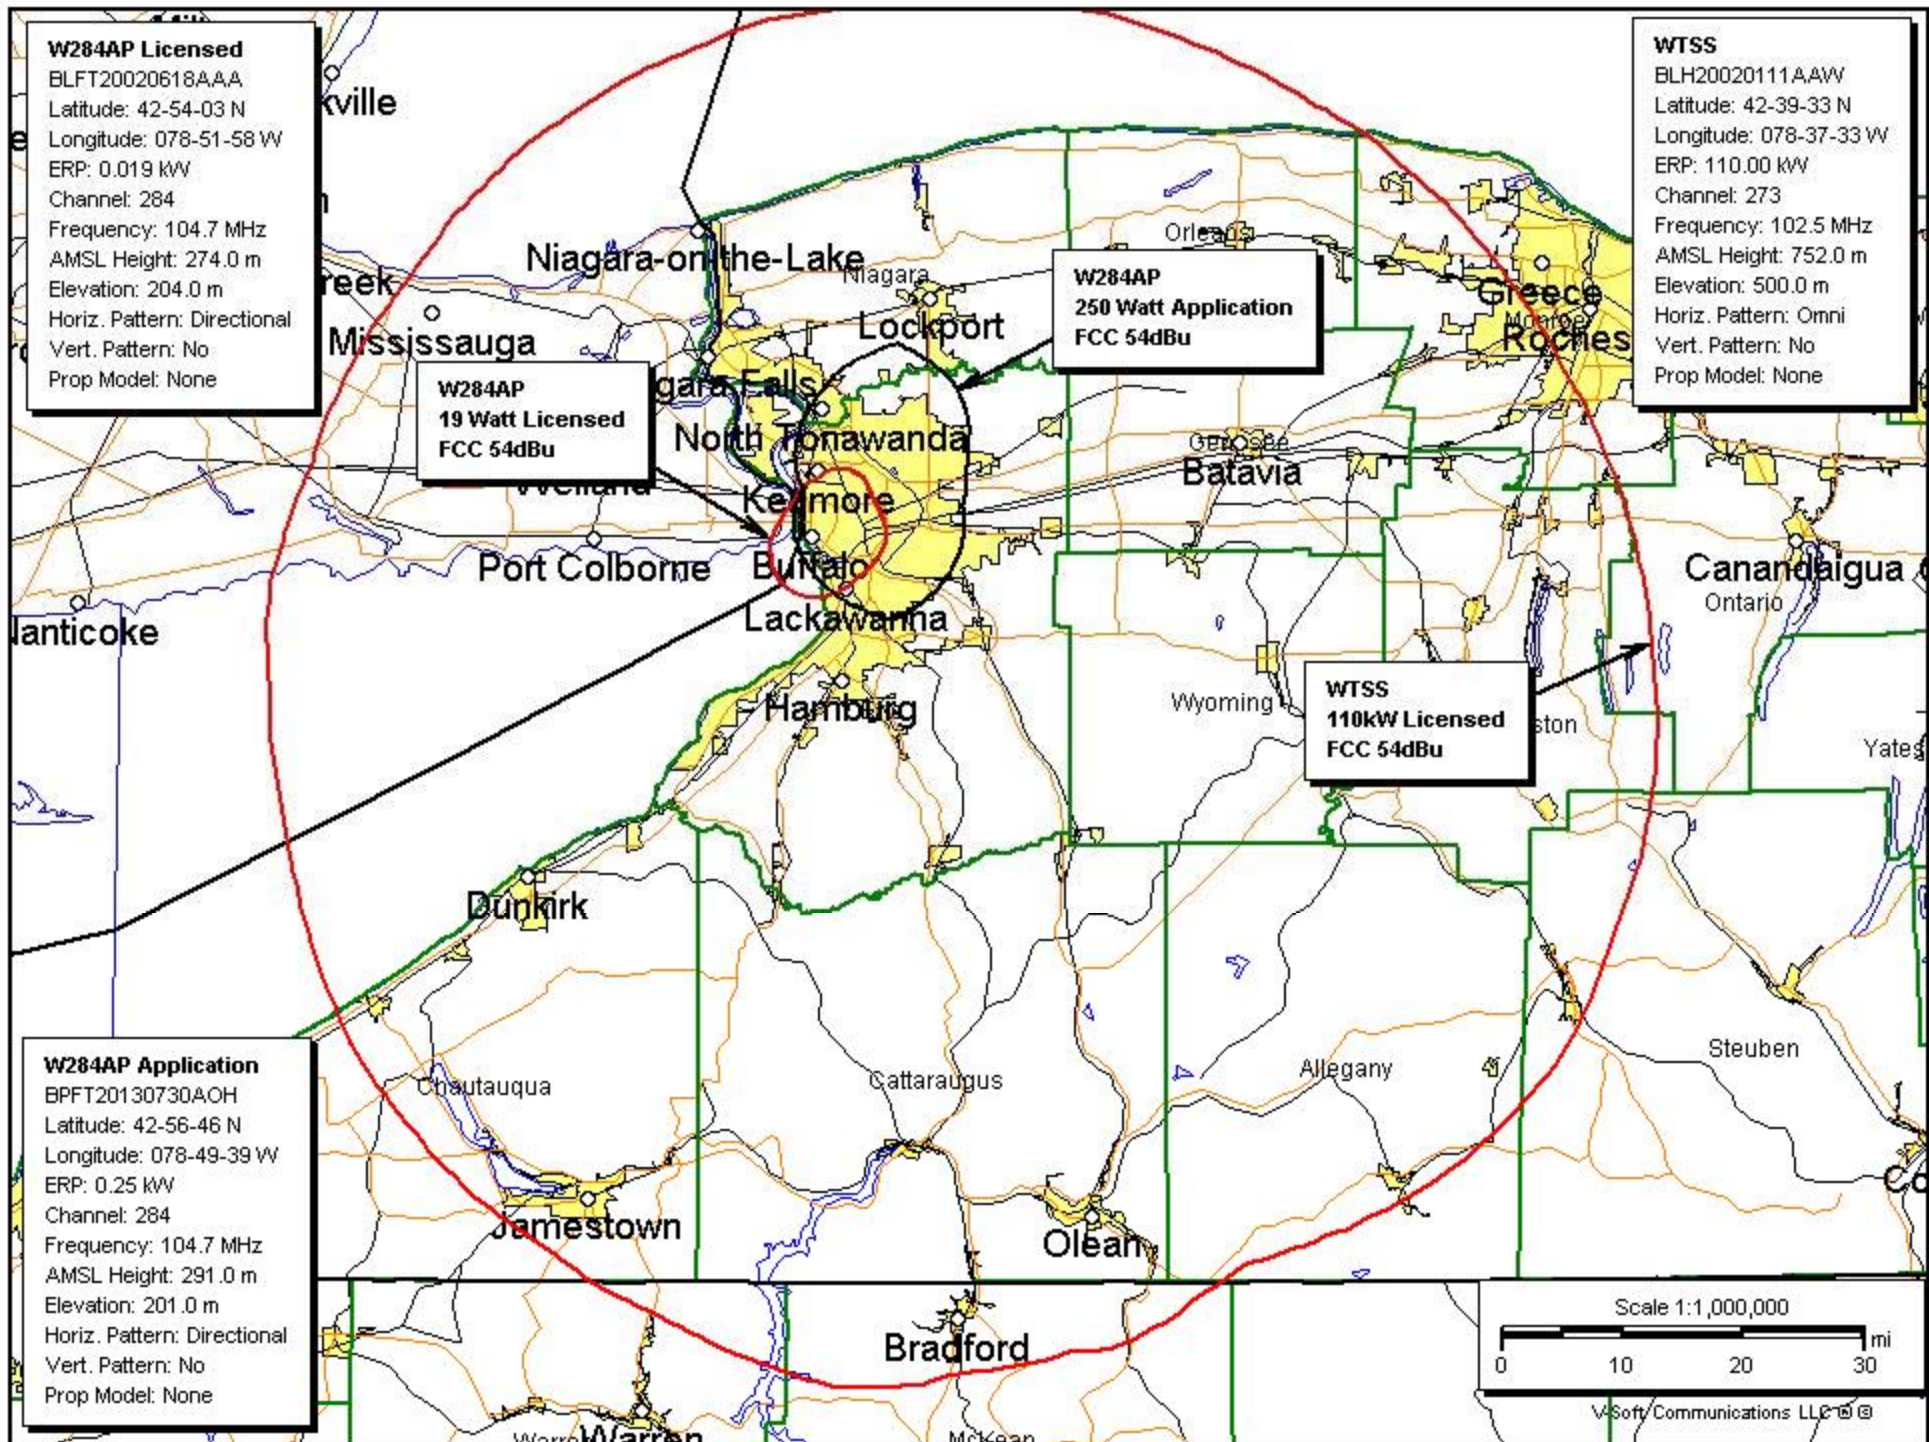 W284AP Licensed
BLFT20020618AAA
Latitude: 42-54-03 N
Longitude: 078-51-58 W
ERP: 0.019 kW
Channel: 284
Frequency: 104.7 MHz
AMSL Height: 274.0 m
Elevation: 204.0 m
Horiz. Pattern: Directional
Vert. Pattern: No
Prop Model: None
WTSS
BLH20020111AAW
Latitude: 42-39-33 N
Longitude: 078-37-33 W
ERP: 110.00 kW
Channel: 273
Frequency: 102.5 MHz
AMSL Height: 752.0 m
Elevation: 500.0 m
Horiz. Pattern: Omni
Vert. Pattern: No
Prop Model: None
kville
reek
Niagara-on-the-Lake
Niagara
Orleans
Mississauga
Lockport
W284AP
250 Watt Application
FCC 54dBu
Greece
Monroe
Roches
W284AP
19 Watt Licensed
FCC 54dBu
gara Falls
North Tonawanda
Genesee
Batavia
Welland
Kenmore
Port Colborne
Buffalo
Canandaigua
Ontario
Nanticoke
Lackawanna
Hamburg
Wyoming
WTSS
110kW Licensed
FCC 54dBu
ston
Yates
Dunkirk
W284AP Application
BPFT20130730AOH
Latitude: 42-56-46 N
Longitude: 078-49-39 W
ERP: 0.25 kW
Channel: 284
Frequency: 104.7 MHz
AMSL Height: 291.0 m
Elevation: 201.0 m
Horiz. Pattern: Directional
Vert. Pattern: No
Prop Model: None
Chautauqua
Cattaraugus
Allegany
Steuben
Co
Jamestown
Olean
Bradford
Warren
McKean
Scale 1:1,000,000
mi
0 10 20 30
V-Soft Communications LLC ® ©